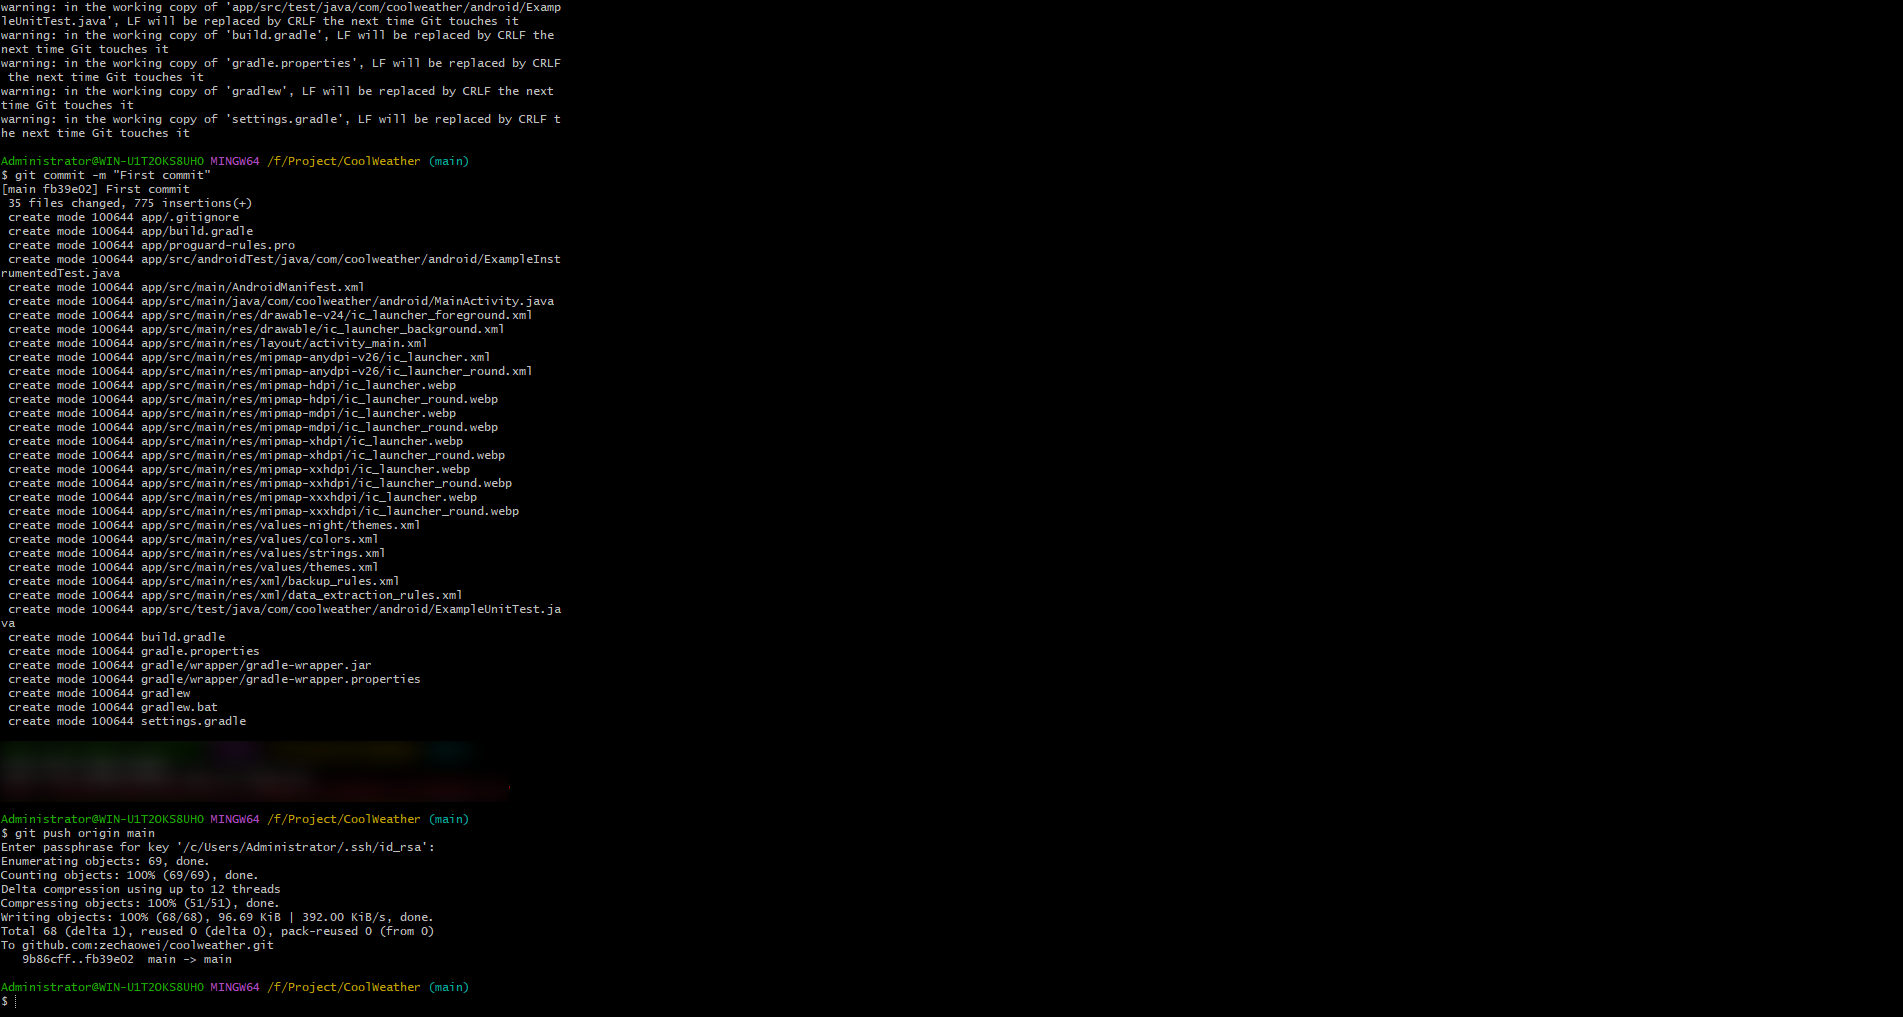 warning: in the working copy of 'app/src/test/java/com/coolweather/android/Examp
leUnitTest.java', LF will be replaced by CRLF the next time Git touches it
warning: in the working copy of 'build.gradle', LF will be replaced by CRLF the
next time Git touches it
warning: in the working copy of 'gradle.properties', LF will be replaced by CRLF
 the next time Git touches it
warning: in the working copy of 'gradlew', LF will be replaced by CRLF the next
time Git touches it
warning: in the working copy of 'settings.gradle', LF will be replaced by CRLF t
he next time Git touches it
Administrator@WIN-U1T2OKS8UHO MINGW64 /f/Project/CoolWeather (main)
$ git commit -m "First commit"
[main fb39e02] First commit
 35 files changed, 775 insertions(+)
 create mode 100644 app/.gitignore
 create mode 100644 app/build.gradle
 create mode 100644 app/proguard-rules.pro
 create mode 100644 app/src/androidTest/java/com/coolweather/android/ExampleInst
rumentedTest.java
 create mode 100644 app/src/main/AndroidManifest.xml
 create mode 100644 app/src/main/java/com/coolweather/android/MainActivity.java
 create mode 100644 app/src/main/res/drawable-v24/ic_launcher_foreground.xml
 create mode 100644 app/src/main/res/drawable/ic_launcher_background.xml
 create mode 100644 app/src/main/res/layout/activity_main.xml
 create mode 100644 app/src/main/res/mipmap-anydpi-v26/ic_launcher.xml
 create mode 100644 app/src/main/res/mipmap-anydpi-v26/ic_launcher_round.xml
 create mode 100644 app/src/main/res/mipmap-hdpi/ic_launcher.webp
 create mode 100644 app/src/main/res/mipmap-hdpi/ic_launcher_round.webp
 create mode 100644 app/src/main/res/mipmap-mdpi/ic_launcher.webp
 create mode 100644 app/src/main/res/mipmap-mdpi/ic_launcher_round.webp
 create mode 100644 app/src/main/res/mipmap-xhdpi/ic_launcher.webp
 create mode 100644 app/src/main/res/mipmap-xhdpi/ic_launcher_round.webp
 create mode 100644 app/src/main/res/mipmap-xxhdpi/ic_launcher.webp
 create mode 100644 app/src/main/res/mipmap-xxhdpi/ic_launcher_round.webp
 create mode 100644 app/src/main/res/mipmap-xxxhdpi/ic_launcher.webp
 create mode 100644 app/src/main/res/mipmap-xxxhdpi/ic_launcher_round.webp
 create mode 100644 app/src/main/res/values-night/themes.xml
 create mode 100644 app/src/main/res/values/colors.xml
 create mode 100644 app/src/main/res/values/strings.xml
 create mode 100644 app/src/main/res/values/themes.xml
 create mode 100644 app/src/main/res/xml/backup_rules.xml
 create mode 100644 app/src/main/res/xml/data_extraction_rules.xml
 create mode 100644 app/src/test/java/com/coolweather/android/ExampleUnitTest.ja
va
 create mode 100644 build.gradle
 create mode 100644 gradle.properties
 create mode 100644 gradle/wrapper/gradle-wrapper.jar
 create mode 100644 gradle/wrapper/gradle-wrapper.properties
 create mode 100644 gradlew
 create mode 100644 gradlew.bat
 create mode 100644 settings.gradle
Administrator@WIN-U1T2OKS8UHO MINGW64 /f/Project/CoolWeather (main)
$ git push origin main
Enter passphrase for key '/c/Users/Administrator/.ssh/id_rsa':
Enumerating objects: 69, done.
Counting objects: 100% (69/69), done.
Delta compression using up to 12 threads
Compressing objects: 100% (51/51), done.
Writing objects: 100% (68/68), 96.69 KiB | 392.00 KiB/s, done.
Total 68 (delta 1), reused 0 (delta 0), pack-reused 0 (from 0)
To github.com:zechaowei/coolweather.git
   9b86cff..fb39e02  main -> main
Administrator@WIN-U1T2OKS8UHO MINGW64 /f/Project/CoolWeather (main)
$